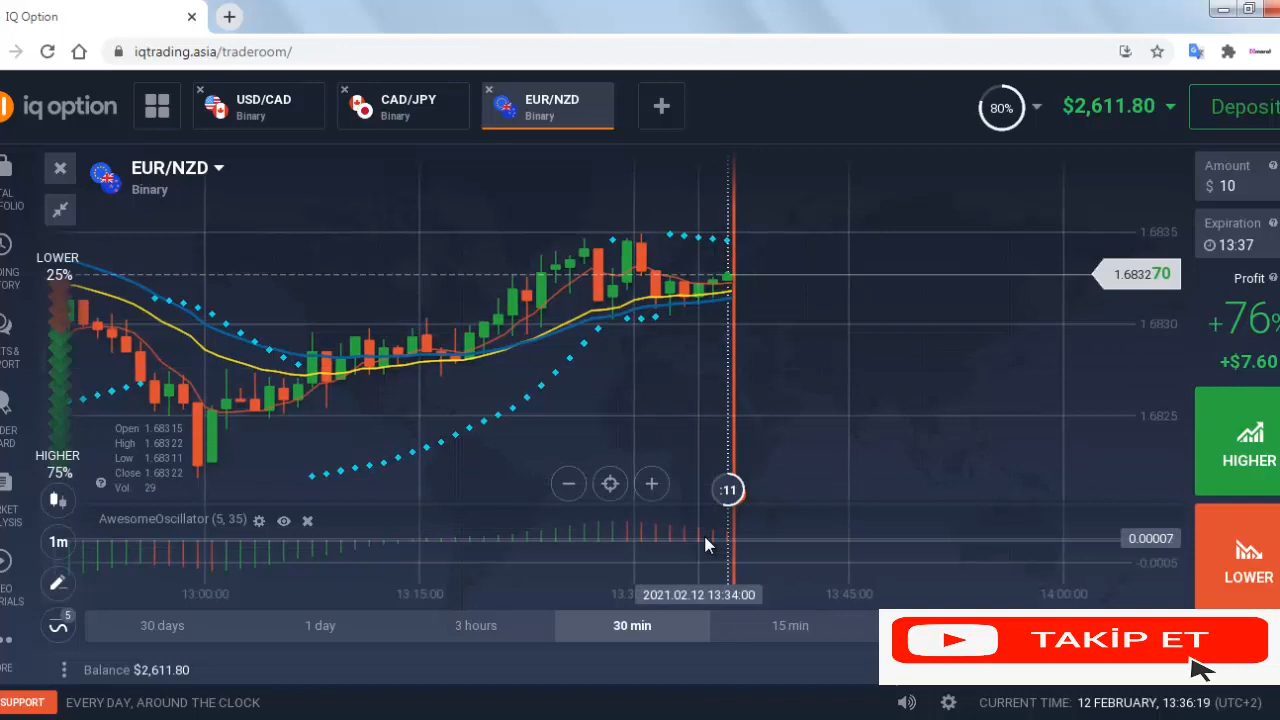 IQ Option
iqtrading.asia/traderoom/
iq option
USD/CAD
Binary
CAD/JPY
Binary
EUR/NZD
Binary
80%
$2,611.80
Deposit
EUR/NZD
Binary
Amount
$ 10
Expiration
13:37
Profit
+76%
+$7.60
HIGHER
LOWER
LOWER
25%
HIGHER
75%
1.6835
1.683270
1.6830
1.6825
Open 1.68315
High 1.68322
Low 1.68311
Close 1.68322
Vol 29
:11
AwesomeOscillator (5, 35)
0.00007
-0.0005
1m
5
13:00:00
13:15:00
13:3
2021.02.12 13:34:00
13:45:00
14:00:00
30 days
1 day
3 hours
30 min
15 min
TAKİP ET
Balance $2,611.80
SUPPORT
EVERY DAY, AROUND THE CLOCK
CURRENT TIME: 12 FEBRUARY, 13:36:19 (UTC+2)